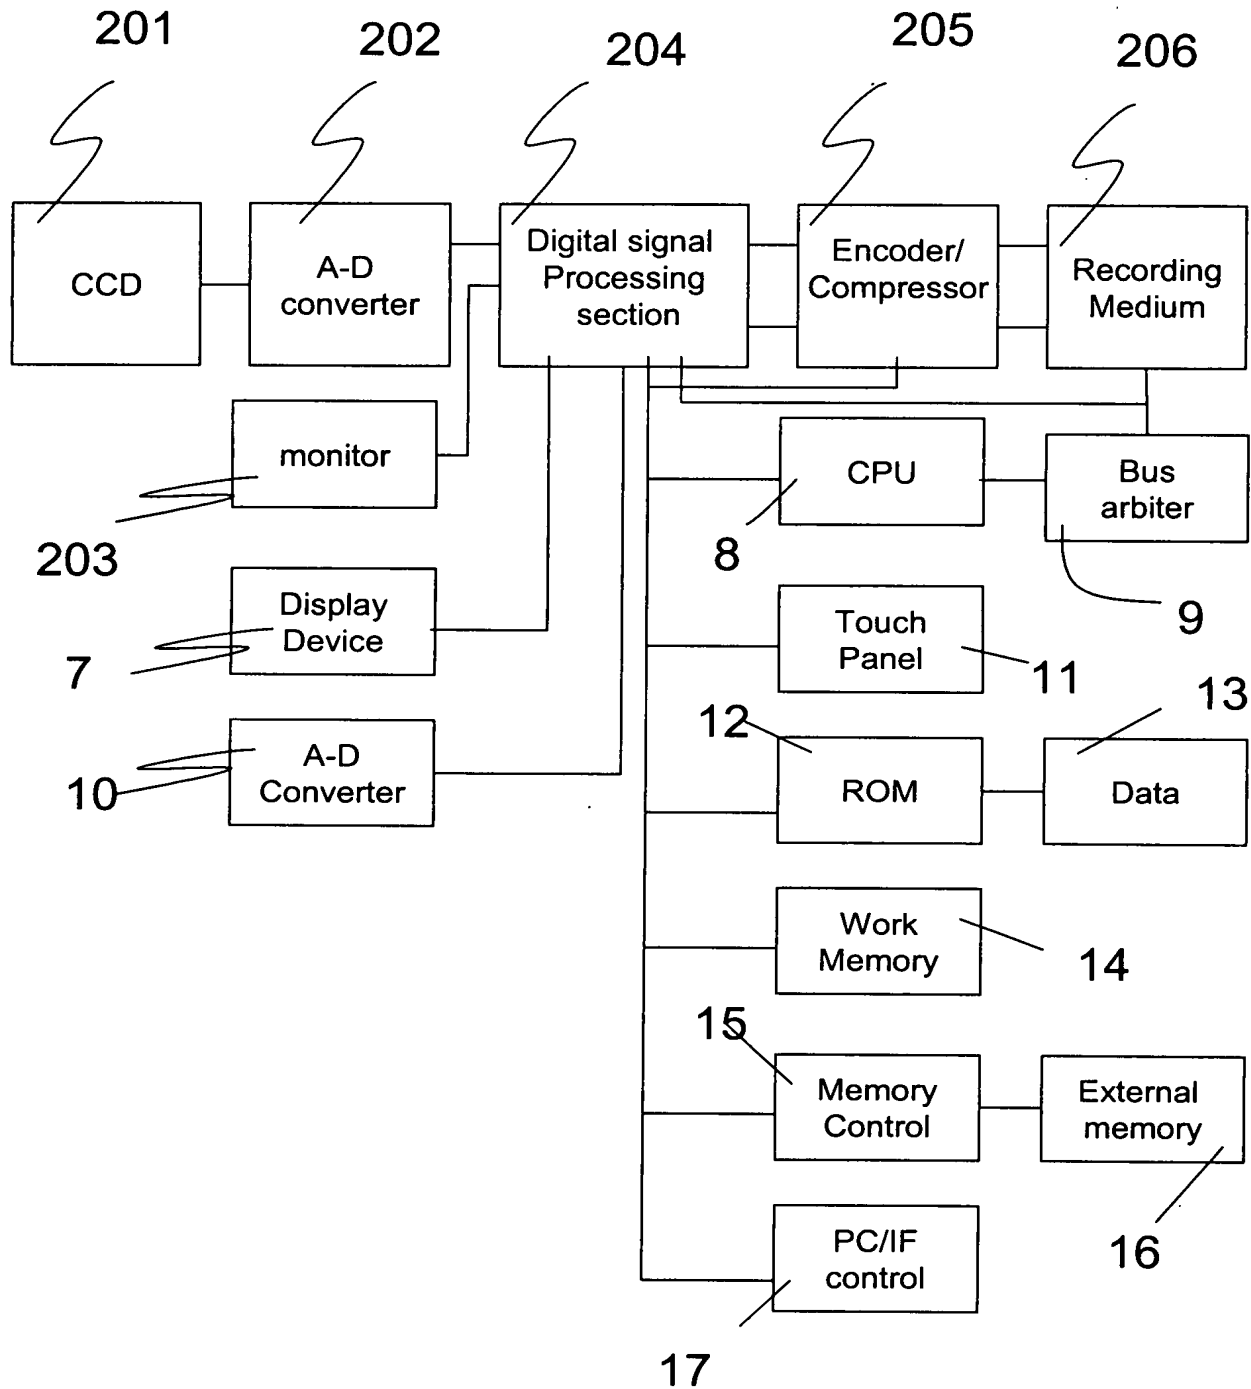 201
202
204
205
206
CCD
A-D
converter
Digital signal
Processing
section
Encoder/
Compressor
Recording
Medium
monitor
203
CPU
8
Bus
arbiter
9
Display
Device
7
Touch
Panel
11
A-D
Converter
10
12
ROM
13
Data
Work
Memory
14
15
Memory
Control
External
memory
16
PC/IF
control
17